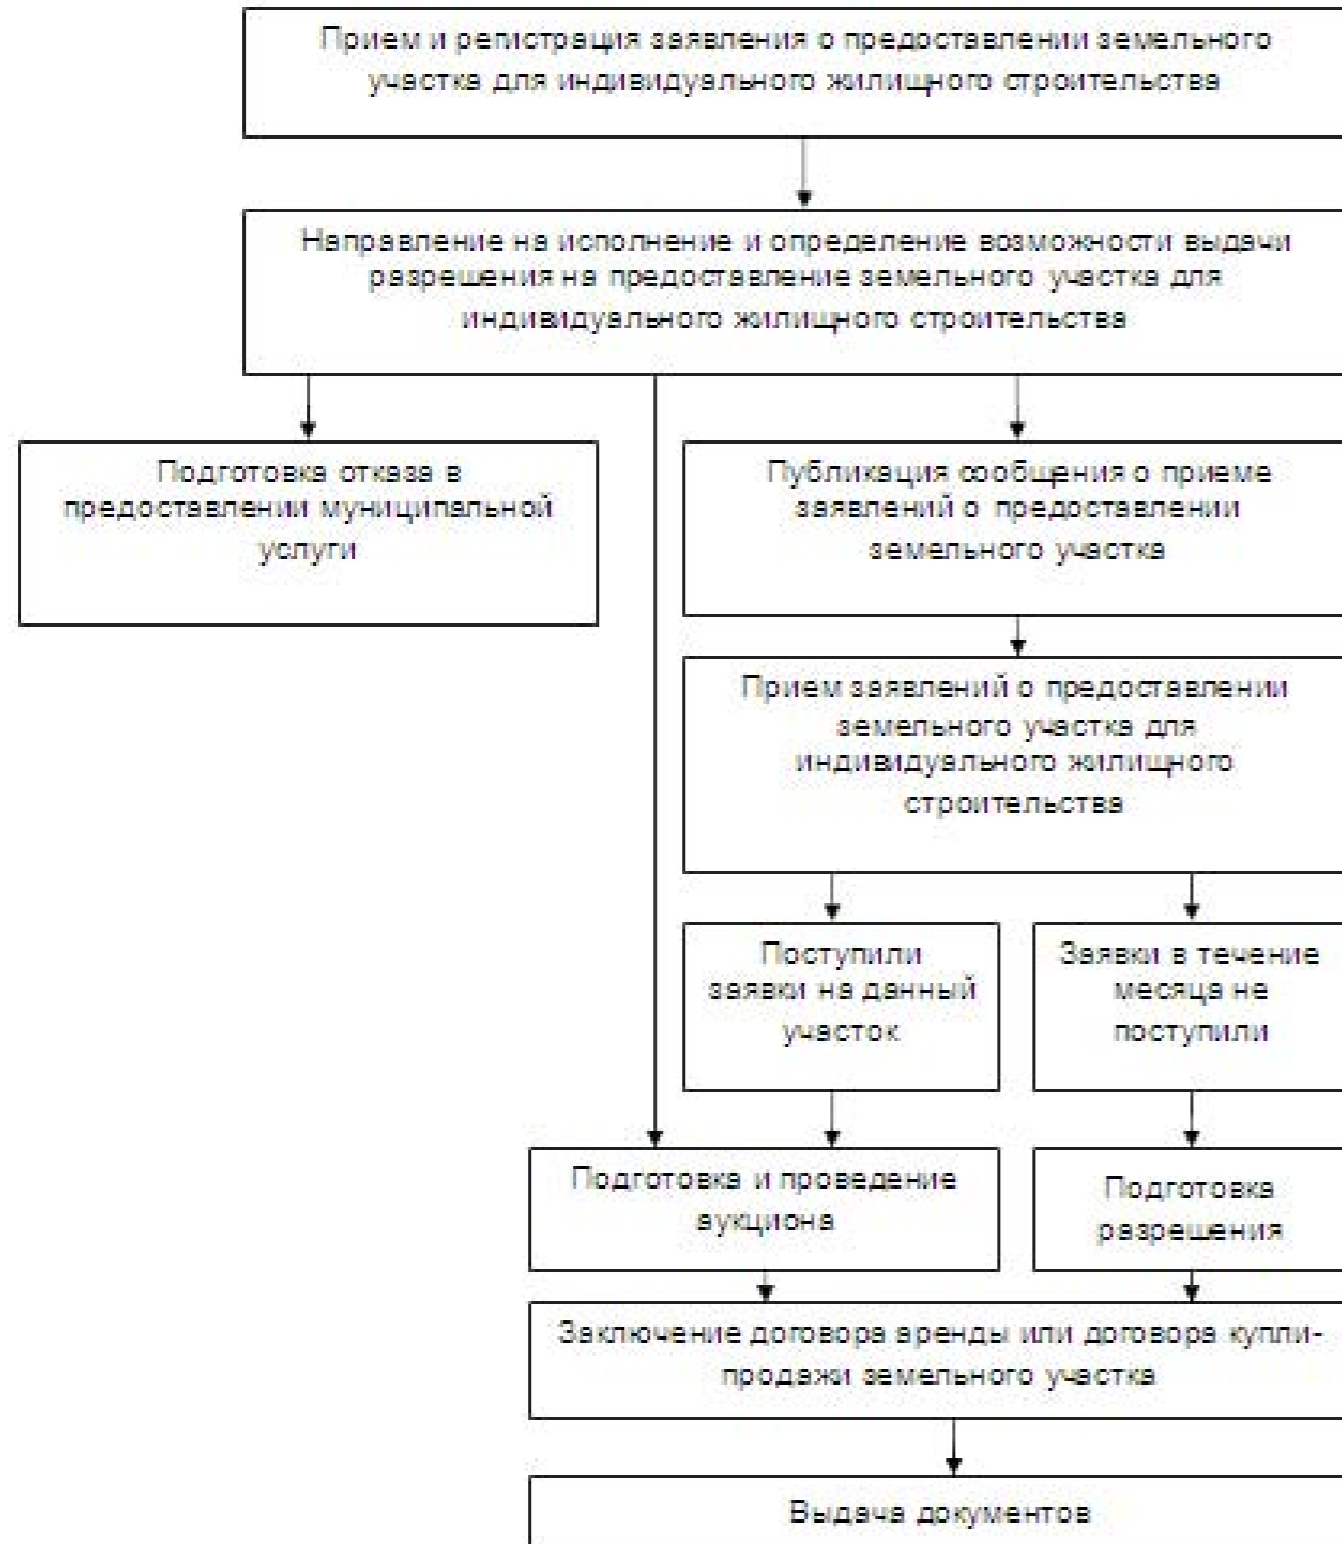 Прием и регистрация заявления о предоставлении земельного
участка для индивидуального жилищного строительства
Направление на исполнение и определение возможности выдачи
разрешения на предоставление земельного участка для
индивидуального жилищного строительства
Подготовка отказа в
предоставлении муниципальной
услуги
Публикация сообщения о приеме
заявлений о предоставлении
земельного участка
Прием заявлений о предоставлении
земельного участка для
индивидуального жилищного
строительства
Поступили
заявки на данный
участок
Заявки в течение
месяца не
поступили
Подготовка и проведение
аукциона
Подготовка
разрешения
Заключение договора аренды или договора купли-
продажи земельного участка
Выдача документов